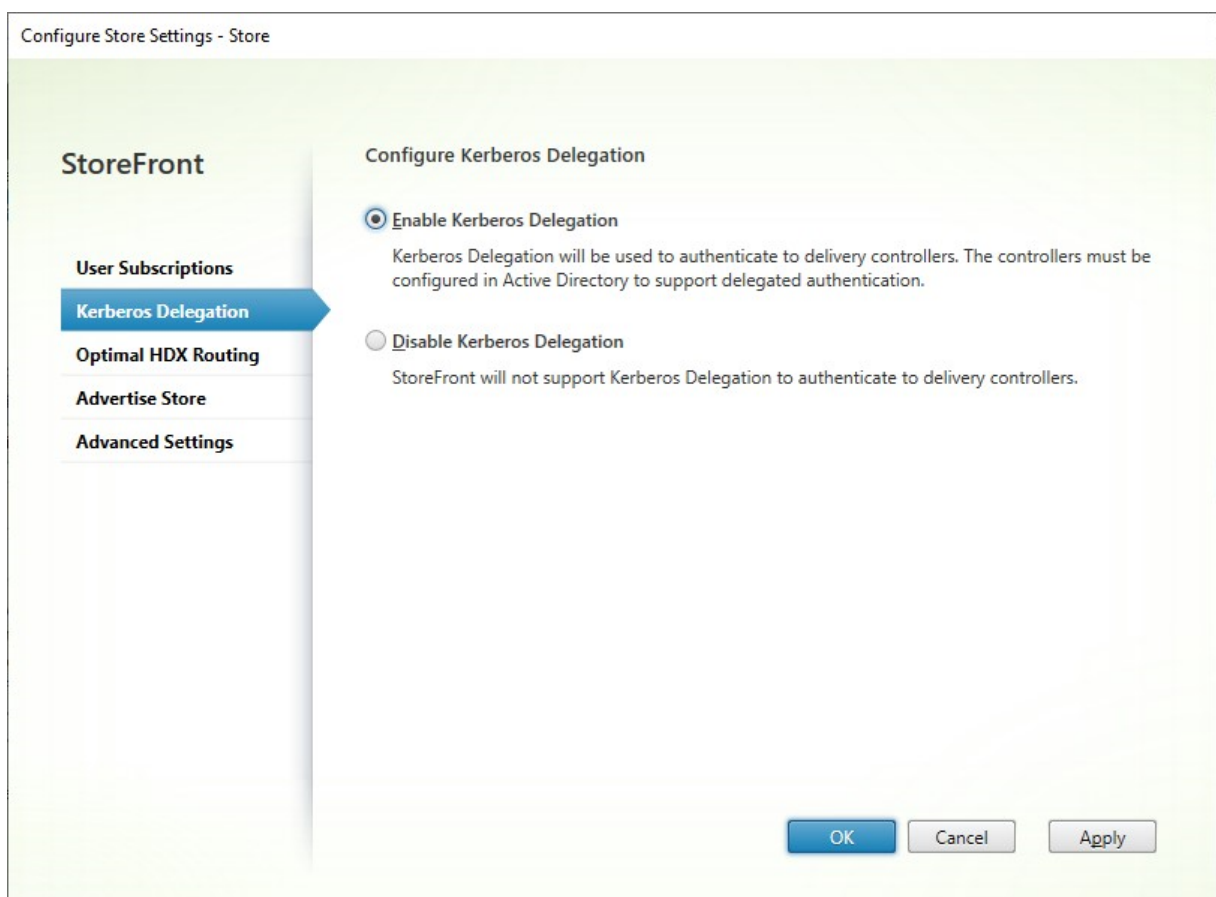 Configure Store Settings - Store
StoreFront
User Subscriptions
Kerberos Delegation
Optimal HDX Routing
Advertise Store
Advanced Settings
Configure Kerberos Delegation
Enable Kerberos Delegation
Kerberos Delegation will be used to authenticate to delivery controllers. The controllers must be
configured in Active Directory to support delegated authentication.
Disable Kerberos Delegation
StoreFront will not support Kerberos Delegation to authenticate to delivery controllers.
OK
Cancel
Apply